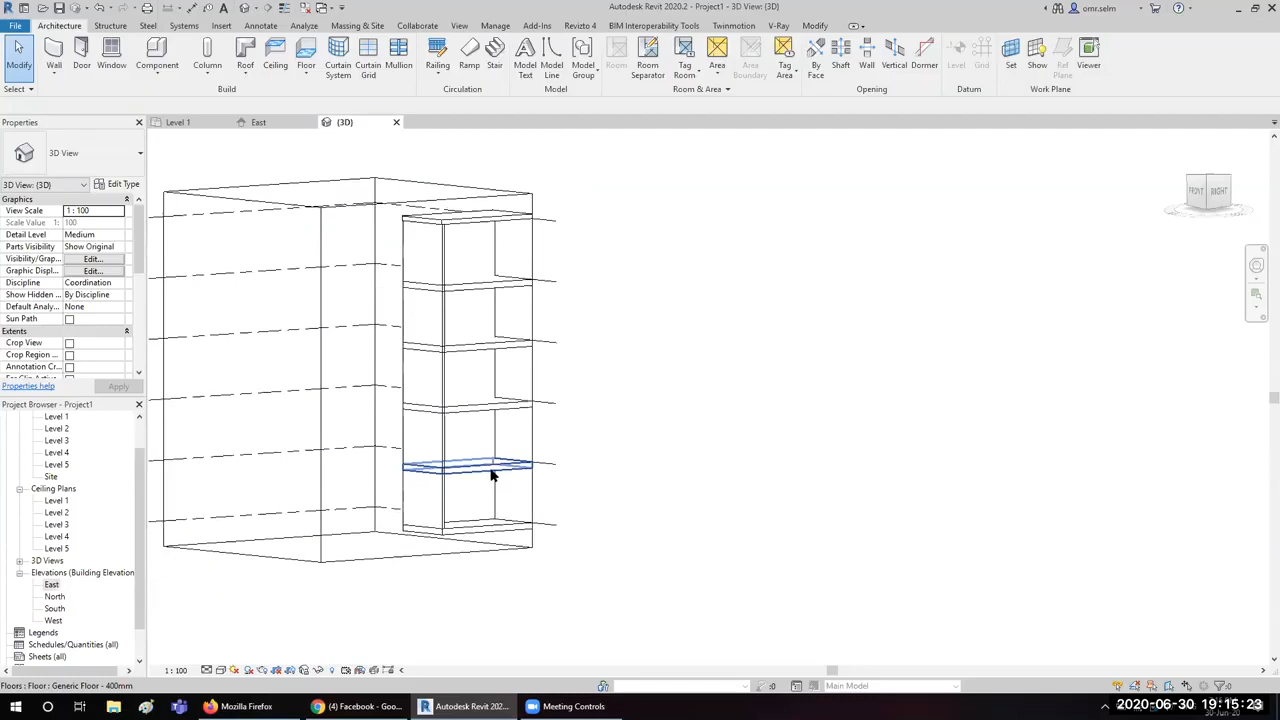 Autodesk Revit 2020.2 - Project1 - 3D View: {3D}
omr.selm
File Architecture Structure Steel Systems Insert Annotate Analyze Massing & Site Collaborate View Manage Add-Ins Revizto 4 BIM Interoperability Tools Twinmotion V-Ray Modify
Modify Wall Door Window Component Column Roof Ceiling Floor Curtain System Curtain Grid Mullion Railing Ramp Stair Model Text Model Line Model Group Room Room Separator Tag Room Area Area Boundary Tag Area By Face Shaft Wall Vertical Dormer Level Grid Set Show Ref Plane Viewer
Select Build Circulation Model Room & Area Opening Datum Work Plane
Properties
Level 1 East {3D}
3D View
3D View: {3D} Edit Type
Graphics
View Scale 1 : 100
Scale Value 1: 100
Detail Level Medium
Parts Visibility Show Original
Visibility/Grap... Edit...
Graphic Displ... Edit...
Discipline Coordination
Show Hidden ... By Discipline
Default Analy... None
Sun Path
Extents
Crop View
Crop Region ...
Annotation Cr...
Properties help Apply
FRONT RIGHT
Project Browser - Project1
Level 1
Level 2
Level 3
Level 4
Level 5
Site
Ceiling Plans
Level 1
Level 2
Level 3
Level 4
Level 5
3D Views
Elevations (Building Elevation
East
North
South
West
Legends
Schedules/Quantities (all)
Sheets (all)
1 : 100
Floors : Floor : Generic Floor - 400mm
:0
Main Model
:0
Mozilla Firefox
(4) Facebook - Goo...
Autodesk Revit 202...
Meeting Controls
2020-06-30 19:15:23